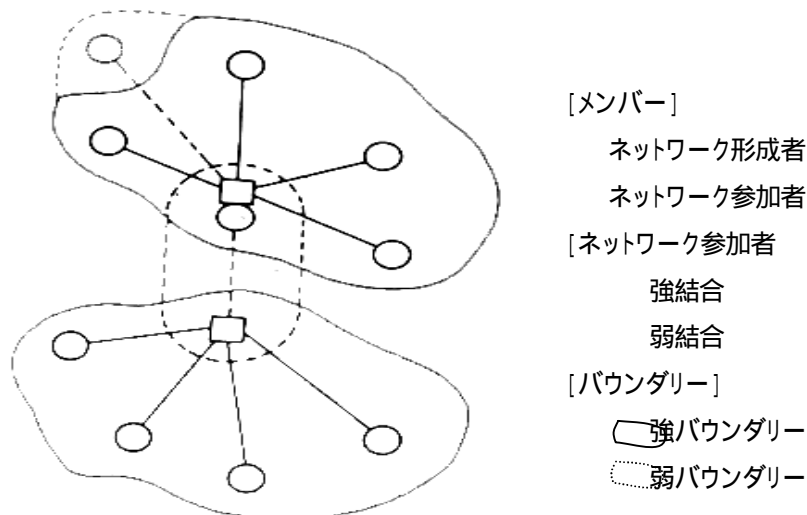 [メンバー]
ネットワーク形成者
ネットワーク参加者
[ネットワーク参加者
強結合
弱結合
[バウンダリー]
強バウンダリー
弱バウンダリー